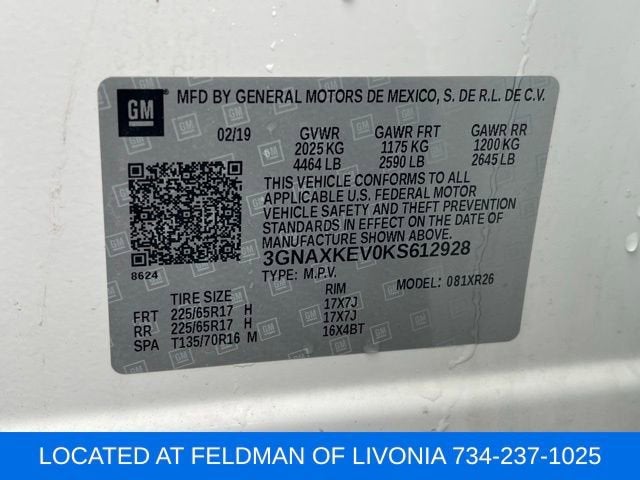 GM
MFD BY GENERAL MOTORS DE MEXICO, S. DE R.L. DE C.V.
02/19 GVWR GAWR FRT GAWR RR
2025 KG 1175 KG 1200 KG
4464 LB 2590 LB 2645 LB
THIS VEHICLE CONFORMS TO ALL
APPLICABLE U.S. FEDERAL MOTOR
VEHICLE SAFETY AND THEFT PREVENTION
STANDARDS IN EFFECT ON THE DATE OF
MANUFACTURE SHOWN ABOVE.
8624
3GNAXKEV0KS612928
TYPE: M.P.V. MODEL: 081XR26
TIRE SIZE RIM
FRT 225/65R17 H 17X7J
RR 225/65R17 H 17X7J
SPA T135/70R16 M 16X4BT
LOCATED AT FELDMAN OF LIVONIA 734-237-1025